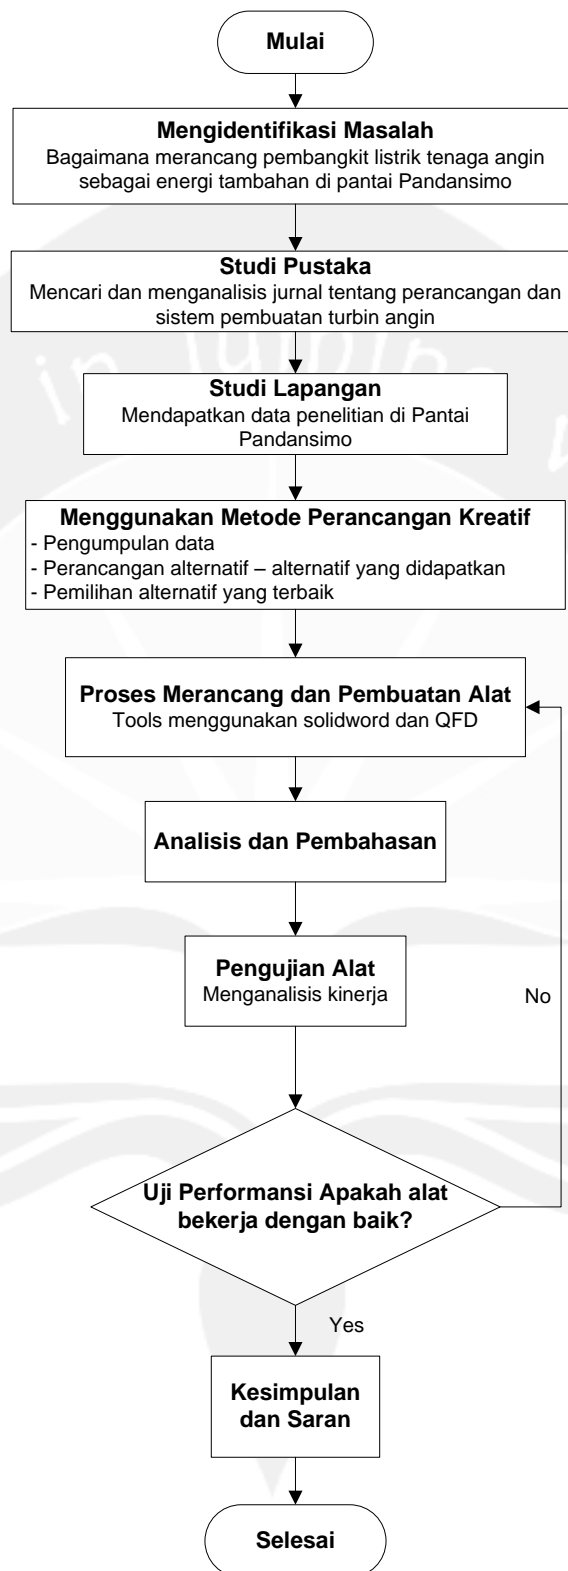 Mulai
Mengidentifikasi Masalah
Bagaimana merancang pembangkit listrik tenaga angin
sebagai energi tambahan di pantai Pandansimo
Studi Pustaka
Mencari dan menganalisis jurnal tentang perancangan dan
sistem pembuatan turbin angin
Studi Lapangan
Mendapatkan data penelitian di Pantai
Pandansimo
Menggunakan Metode Perancangan Kreatif
- Pengumpulan data
- Perancangan alternatif – alternatif yang didapatkan
- Pemilihan alternatif yang terbaik
Proses Merancang dan Pembuatan Alat
Tools menggunakan solidword dan QFD
Analisis dan Pembahasan
Pengujian Alat
Menganalisis kinerja
No
Uji Performansi Apakah alat
bekerja dengan baik?
Yes
Kesimpulan
dan Saran
Selesai